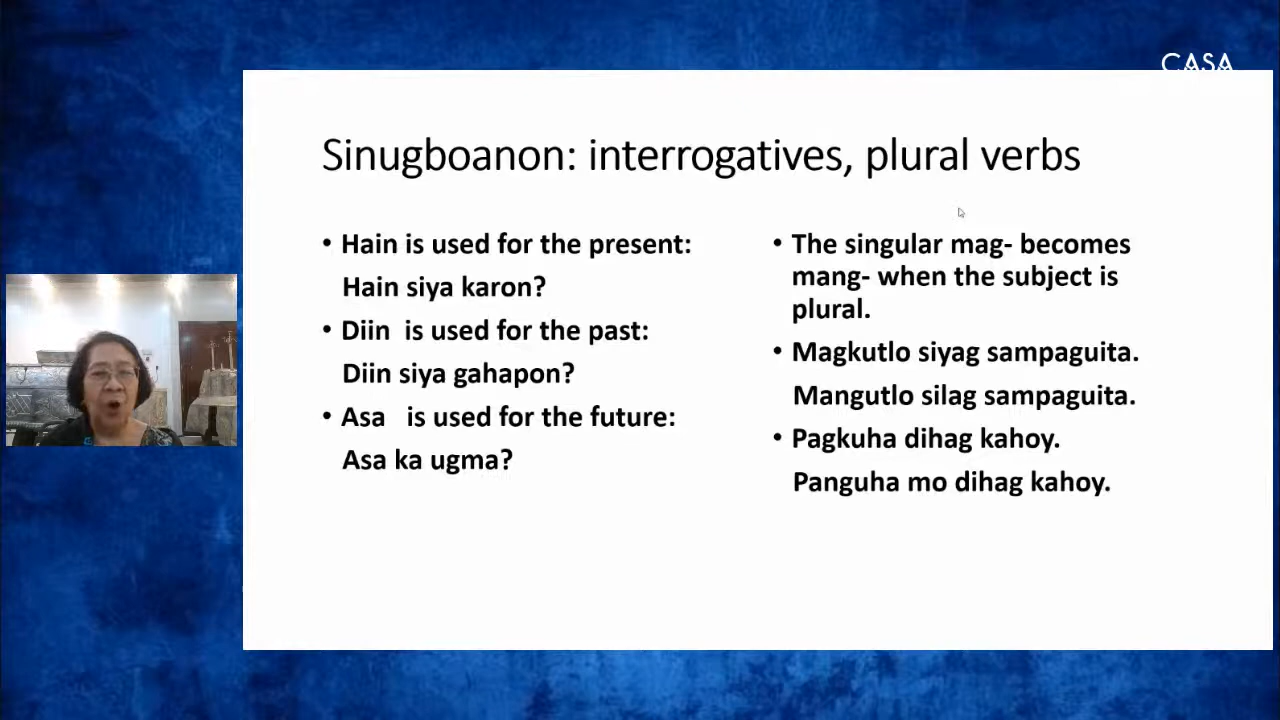 CASA
Sinugboanon: interrogatives, plural verbs
• Hain is used for the present:
Hain siya karon?
• Diin is used for the past:
Diin siya gahapon?
• Asa is used for the future:
Asa ka ugma?
• The singular mag- becomes
mang- when the subject is
plural.
• Magkutlo siyag sampaguita.
Mangutlo silag sampaguita.
• Pagkuha dihag kahoy.
Panguha mo dihag kahoy.